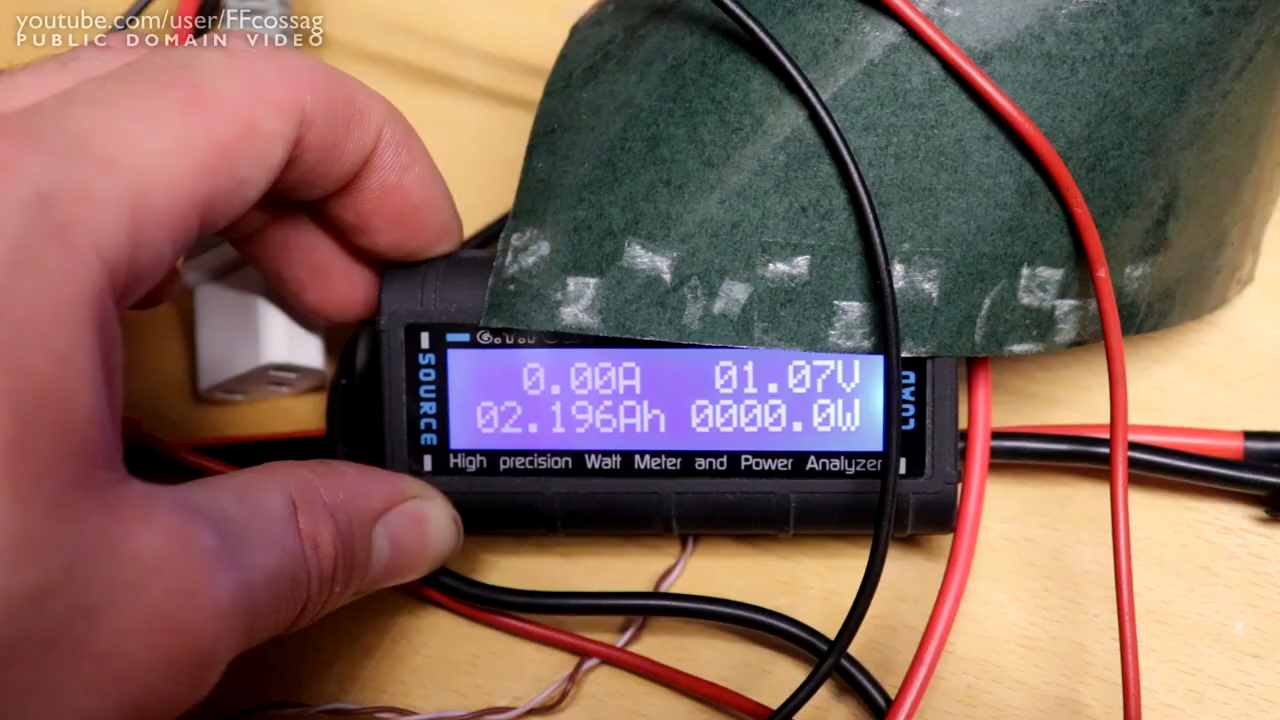 youtube.com/user/FFcossag
PUBLIC DOMAIN VIDEO
SOURCE
0.00A 01.07V
02.196Ah 0000.0W
LOAD
High precision Watt Meter and Power Analyzer